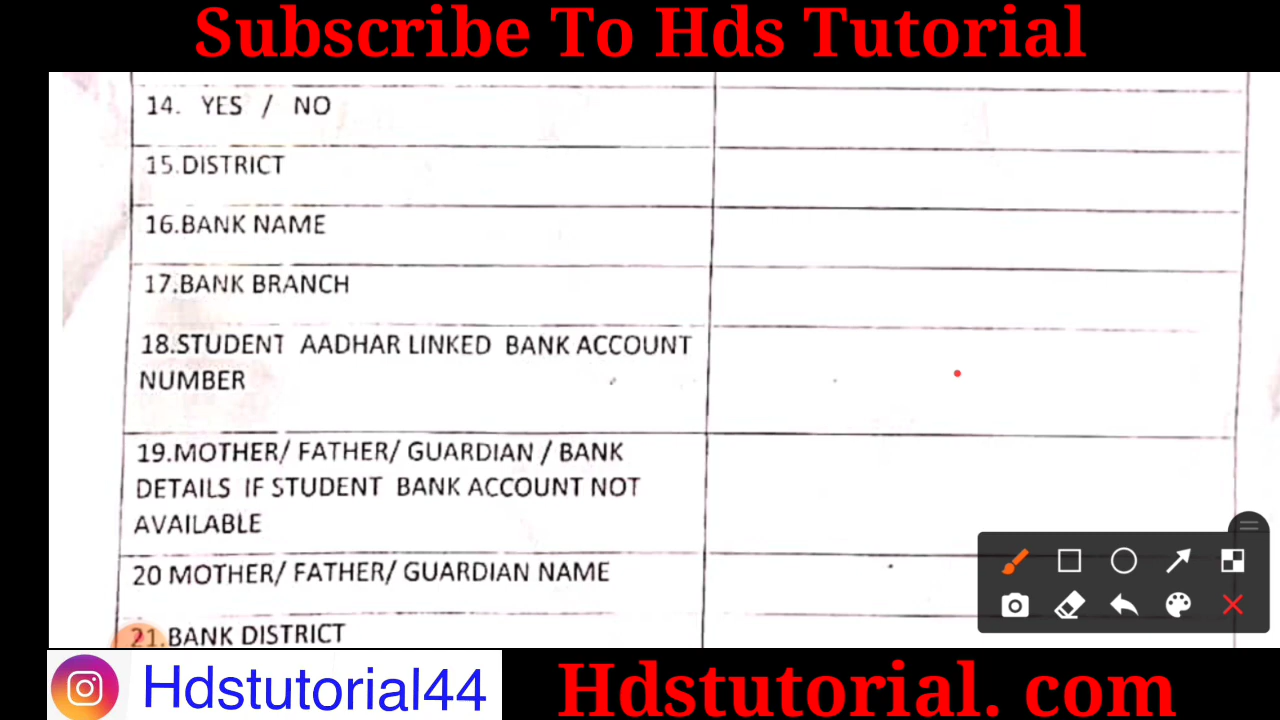 Subscribe To Hds Tutorial
14. YES / NO
15.DISTRICT
16.BANK NAME
17.BANK BRANCH
18.STUDENT AADHAR LINKED BANK ACCOUNT
NUMBER
19.MOTHER/ FATHER/ GUARDIAN / BANK
DETAILS IF STUDENT BANK ACCOUNT NOT
AVAILABLE
20 MOTHER/ FATHER/ GUARDIAN NAME
21.BANK DISTRICT
Hdstutorial44
Hdstutorial. com